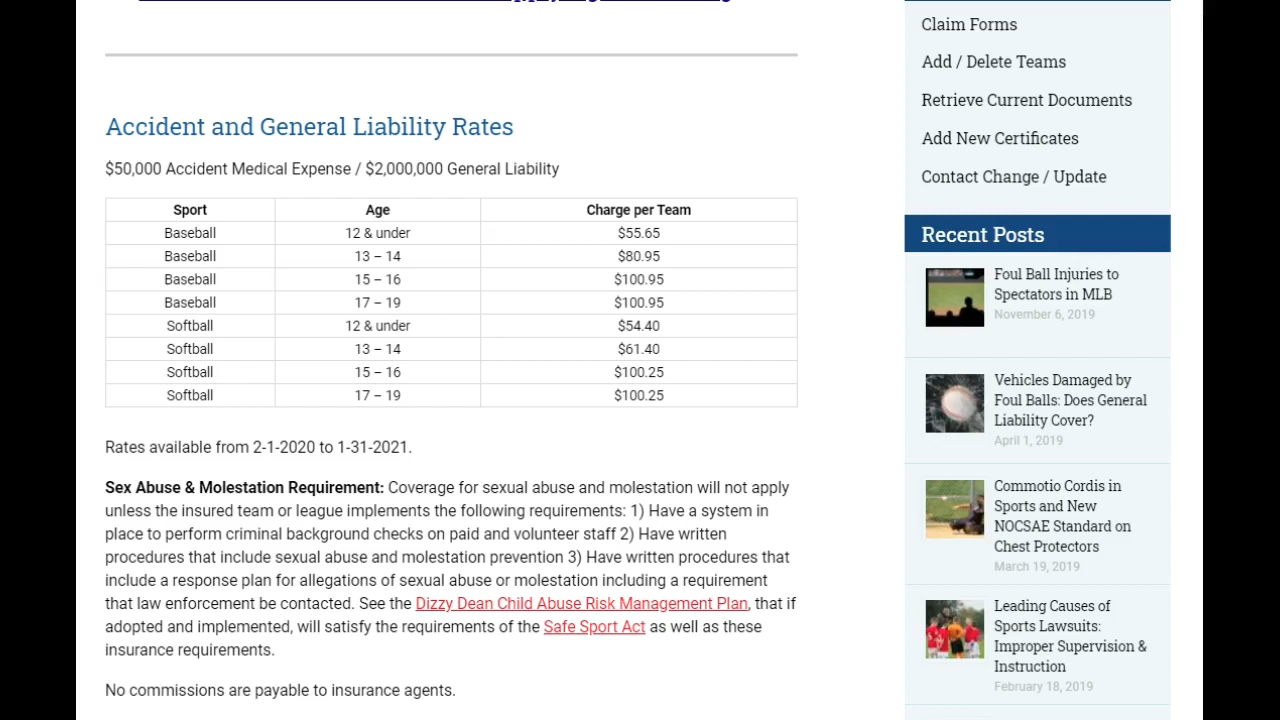 Accident and General Liability Rates
$50,000 Accident Medical Expense / $2,000,000 General Liability
Sport Age Charge per Team
Baseball 12 & under $55.65
Baseball 13 – 14 $80.95
Baseball 15 – 16 $100.95
Baseball 17 – 19 $100.95
Softball 12 & under $54.40
Softball 13 – 14 $61.40
Softball 15 – 16 $100.25
Softball 17 – 19 $100.25
Rates available from 2-1-2020 to 1-31-2021.
Sex Abuse & Molestation Requirement: Coverage for sexual abuse and molestation will not apply
unless the insured team or league implements the following requirements: 1) Have a system in
place to perform criminal background checks on paid and volunteer staff 2) Have written
procedures that include sexual abuse and molestation prevention 3) Have written procedures that
include a response plan for allegations of sexual abuse or molestation including a requirement
that law enforcement be contacted. See the Dizzy Dean Child Abuse Risk Management Plan, that if
adopted and implemented, will satisfy the requirements of the Safe Sport Act as well as these
insurance requirements.
No commissions are payable to insurance agents.
Claim Forms
Add / Delete Teams
Retrieve Current Documents
Add New Certificates
Contact Change / Update
Recent Posts
Foul Ball Injuries to
Spectators in MLB
November 6, 2019
Vehicles Damaged by
Foul Balls: Does General
Liability Cover?
April 1, 2019
Commotio Cordis in
Sports and New
NOCSAE Standard on
Chest Protectors
March 19, 2019
Leading Causes of
Sports Lawsuits:
Improper Supervision &
Instruction
February 18, 2019